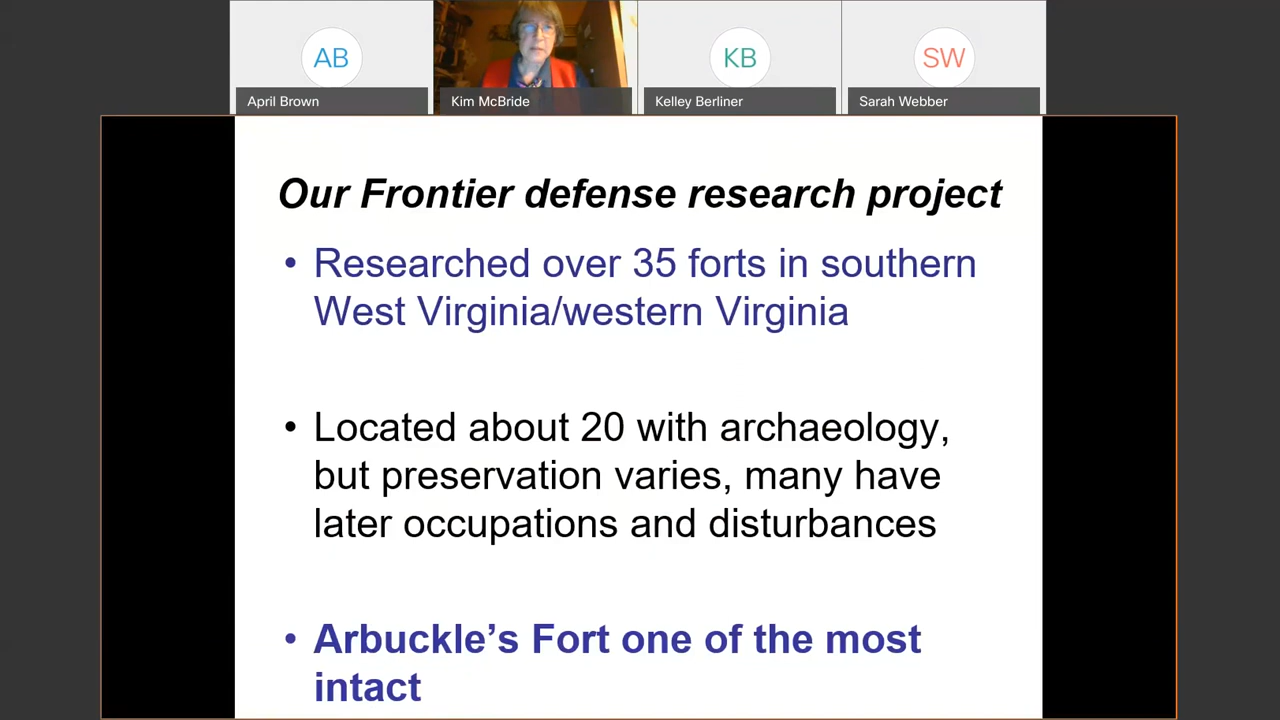 AB
KB
SW
April Brown
Kim McBride
Kelley Berliner
Sarah Webber
Our Frontier defense research project
• Researched over 35 forts in southern
West Virginia/western Virginia
• Located about 20 with archaeology,
but preservation varies, many have
later occupations and disturbances
• Arbuckle’s Fort one of the most
intact